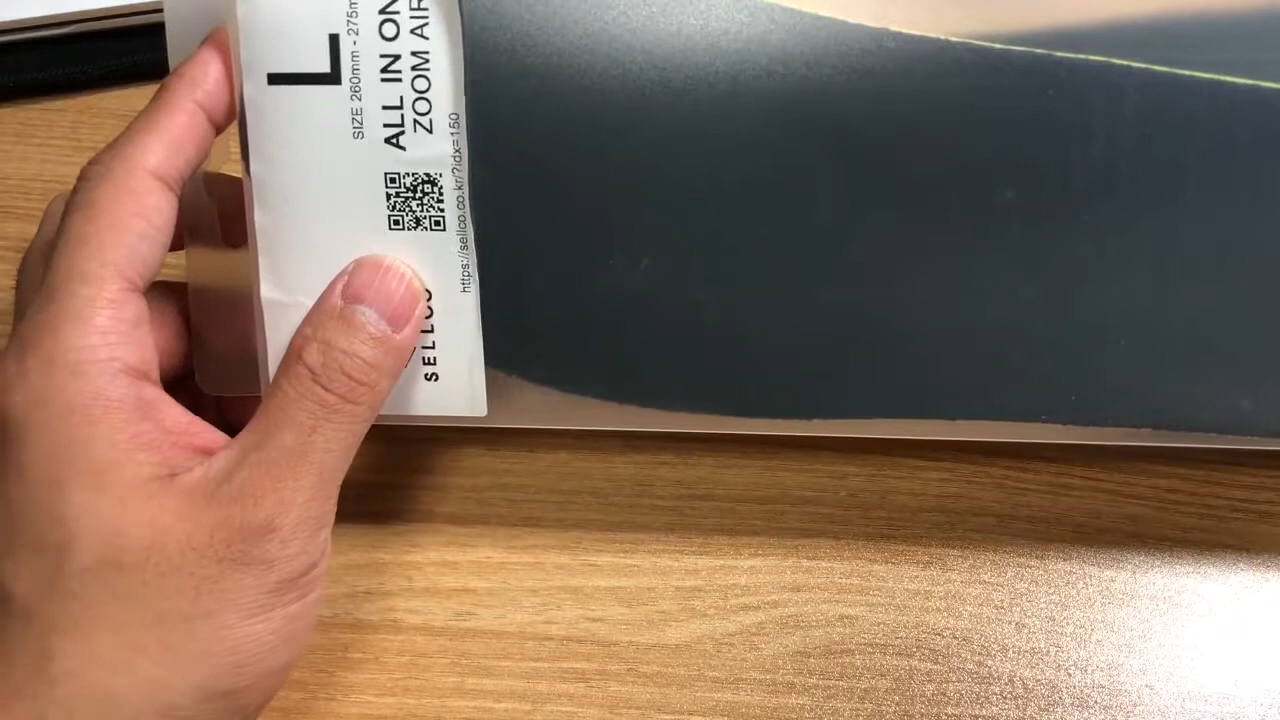 L
SIZE 260mm - 275m
ALL IN ON
ZOOM AIR
https://sellco.co.kr/?idx=150
SELLCO